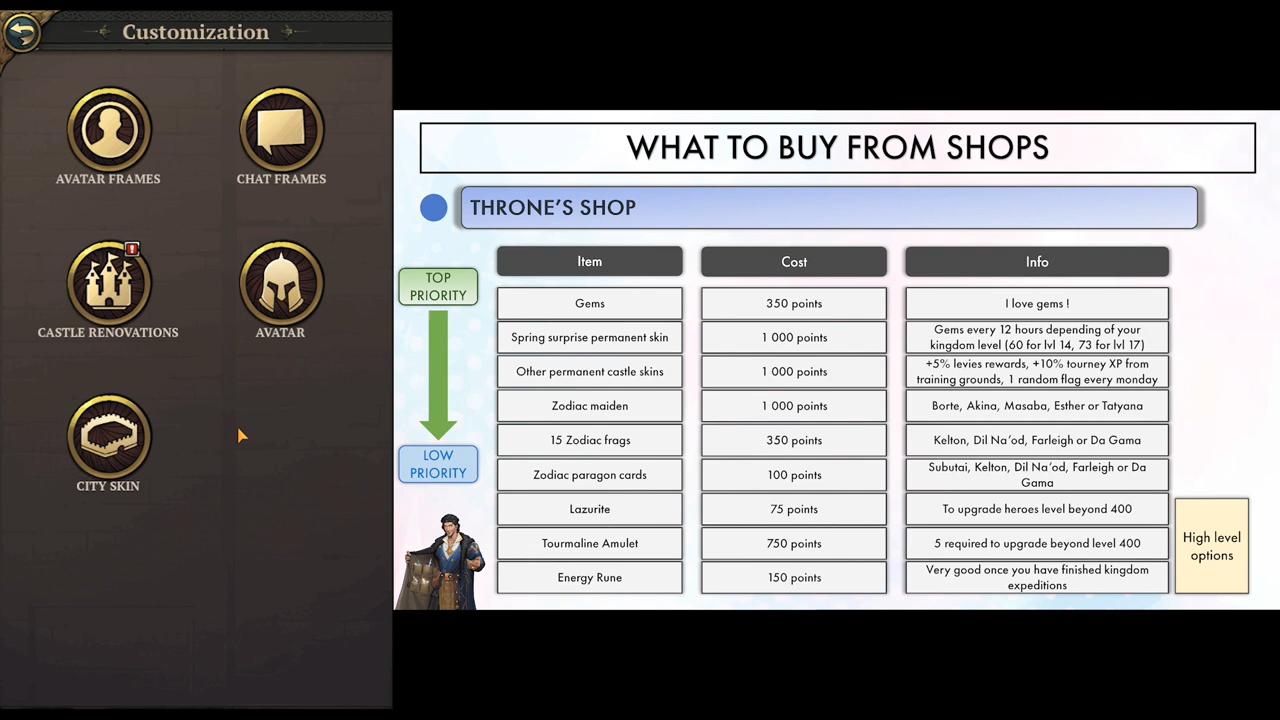 Customization
AVATAR FRAMES
CHAT FRAMES
CASTLE RENOVATIONS
AVATAR
CITY SKIN
WHAT TO BUY FROM SHOPS
THRONE'S SHOP
TOP
PRIORITY
LOW
PRIORITY
Item
Cost
Info
Gems
350 points
I love gems !
Spring surprise permanent skin
1 000 points
Gems every 12 hours depending of your
kingdom level (60 for lvl 14, 73 for lvl 17)
Other permanent castle skins
1 000 points
+5% levies rewards, +10% tourney XP from
training grounds, 1 random flag every monday
Zodiac maiden
1 000 points
Borte, Akina, Masaba, Esther or Tatyana
15 Zodiac frags
350 points
Kelton, Dil Na'od, Farleigh or Da Gama
Zodiac paragon cards
100 points
Subutai, Kelton, Dil Na'od, Farleigh or Da
Gama
Lazurite
75 points
To upgrade heroes level beyond 400
Tourmaline Amulet
750 points
5 required to upgrade beyond level 400
Energy Rune
150 points
Very good once you have finished kingdom
expeditions
High level
options